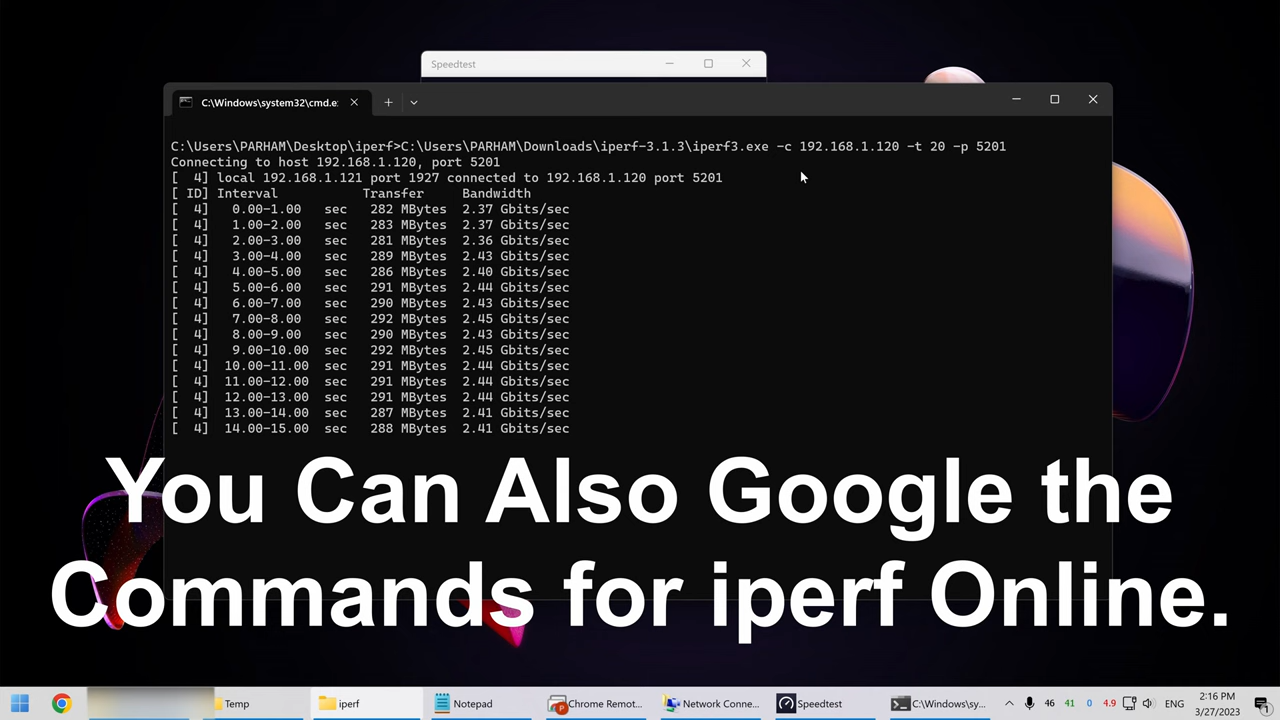 Speedtest
C:\Windows\system32\cmd.e:
C:\Users\PARHAM\Desktop\iperf>C:\Users\PARHAM\Downloads\iperf-3.1.3\iperf3.exe -c 192.168.1.120 -t 20 -p 5201
Connecting to host 192.168.1.120, port 5201
[  4] local 192.168.1.121 port 1927 connected to 192.168.1.120 port 5201
[ ID] Interval           Transfer     Bandwidth
[  4]   0.00-1.00   sec   282 MBytes  2.37 Gbits/sec
[  4]   1.00-2.00   sec   283 MBytes  2.37 Gbits/sec
[  4]   2.00-3.00   sec   281 MBytes  2.36 Gbits/sec
[  4]   3.00-4.00   sec   289 MBytes  2.43 Gbits/sec
[  4]   4.00-5.00   sec   286 MBytes  2.40 Gbits/sec
[  4]   5.00-6.00   sec   291 MBytes  2.44 Gbits/sec
[  4]   6.00-7.00   sec   290 MBytes  2.43 Gbits/sec
[  4]   7.00-8.00   sec   292 MBytes  2.45 Gbits/sec
[  4]   8.00-9.00   sec   290 MBytes  2.43 Gbits/sec
[  4]   9.00-10.00  sec   292 MBytes  2.45 Gbits/sec
[  4]  10.00-11.00  sec   291 MBytes  2.44 Gbits/sec
[  4]  11.00-12.00  sec   291 MBytes  2.44 Gbits/sec
[  4]  12.00-13.00  sec   291 MBytes  2.44 Gbits/sec
[  4]  13.00-14.00  sec   287 MBytes  2.41 Gbits/sec
[  4]  14.00-15.00  sec   288 MBytes  2.41 Gbits/sec
You Can Also Google the
Commands for iperf Online.
Temp
iperf
Notepad
Chrome Remot...
Network Conne...
Speedtest
C:\Windows\sy...
46 41 0 4.9
ENG
2:16 PM
3/27/2023
1